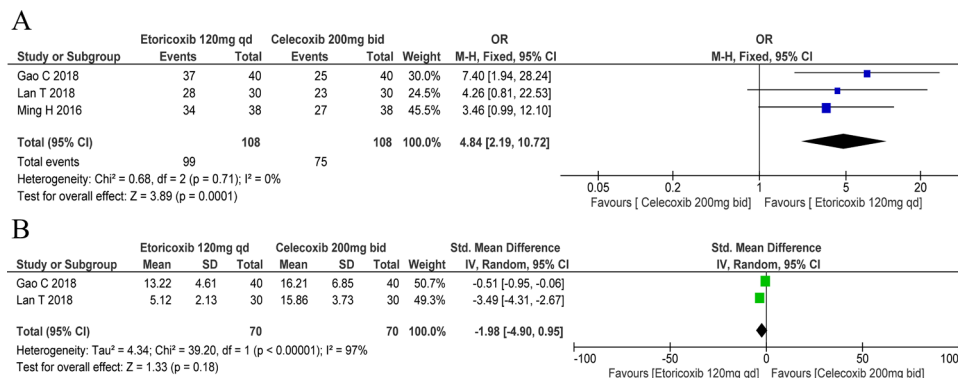 A
Etoricoxib 120mg qd Celecoxib 200mg bid OR OR
Study or Subgroup Events Total Events Total Weight M-H, Fixed, 95% CI M-H, Fixed, 95% CI
Gao C 2018 37 40 25 40 30.0% 7.40 [1.94, 28.24]
Lan T 2018 28 30 23 30 24.5% 4.26 [0.81, 22.53]
Ming H 2016 34 38 27 38 45.5% 3.46 [0.99, 12.10]
Total (95% CI) 108 108 100.0% 4.84 [2.19, 10.72]
Total events 99 75
Heterogeneity: Chi² = 0.68, df = 2 (p = 0.71); I² = 0%
Test for overall effect: Z = 3.89 (p = 0.0001)
0.05 0.2 1 5 20
Favours [ Celecoxib 200mg bid] Favours [ Etoricoxib 120mg qd]
B
Etoricoxib 120mg qd Celecoxib 200mg bid Std. Mean Difference Std. Mean Difference
Study or Subgroup Mean SD Total Mean SD Total Weight IV, Random, 95% CI IV, Random, 95% CI
Gao C 2018 13.22 4.61 40 16.21 6.85 40 50.7% -0.51 [-0.95, -0.06]
Lan T 2018 5.12 2.13 30 15.86 3.73 30 49.3% -3.49 [-4.31, -2.67]
Total (95% CI) 70 70 100.0% -1.98 [-4.90, 0.95]
Heterogeneity: Tau² = 4.34; Chi² = 39.20, df = 1 (p < 0.00001); I² = 97%
Test for overall effect: Z = 1.33 (p = 0.18)
-100 -50 0 50 100
Favours [Etoricoxib 120mg qd] Favours [Celecoxib 200mg bid]